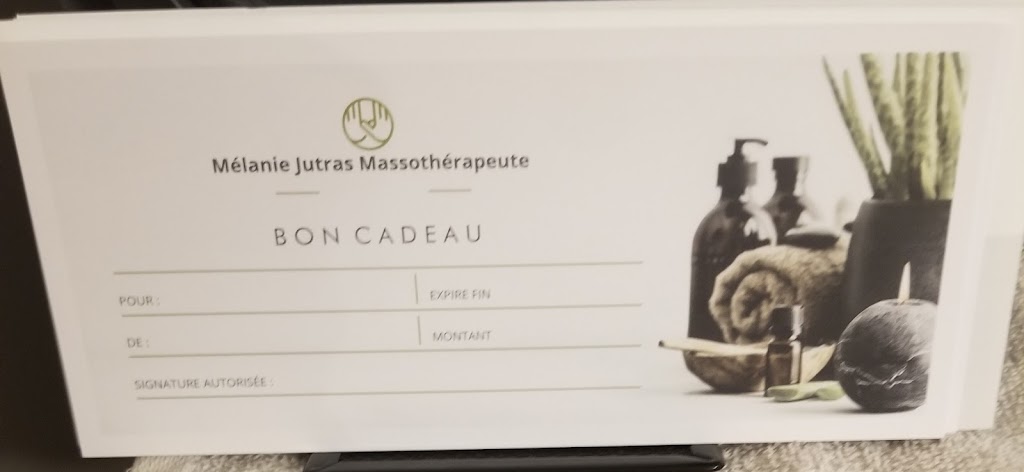 Mélanie Jutras Massothérapeute
BON CADEAU
POUR :
EXPIRE FIN
DE :
MONTANT
SIGNATURE AUTORISÉE :